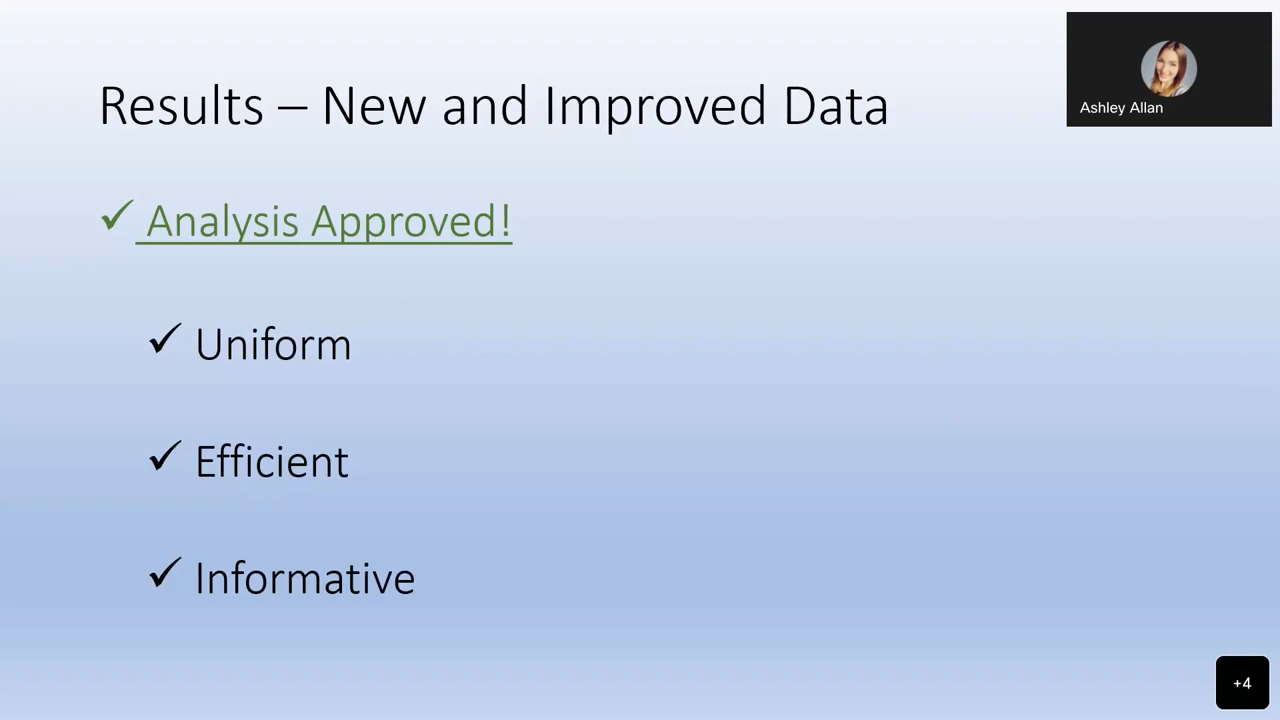 Results – New and Improved Data
Ashley Allan
✓ Analysis Approved!
✓ Uniform
✓ Efficient
✓ Informative
+4